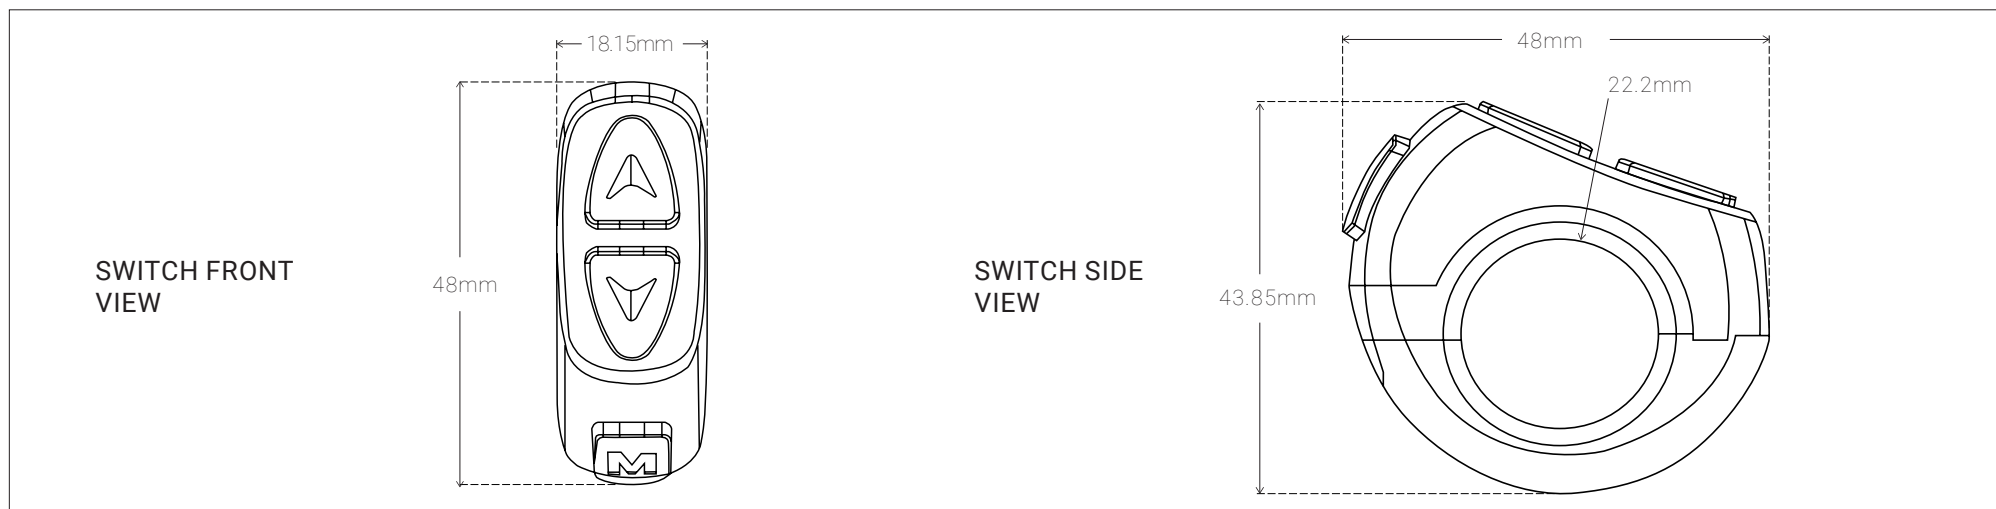 18.15mm
SWITCH FRONT
VIEW
48mm
M
SWITCH SIDE
VIEW
48mm
22.2mm
43.85mm